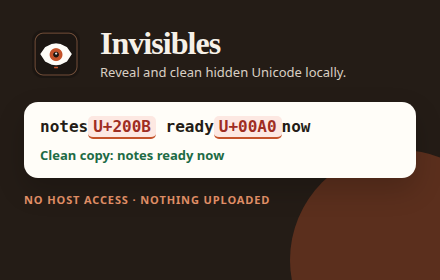 Invisibles
Reveal and clean hidden Unicode locally.
notes U+200B ready U+00A0 now
Clean copy: notes ready now
NO HOST ACCESS · NOTHING UPLOADED